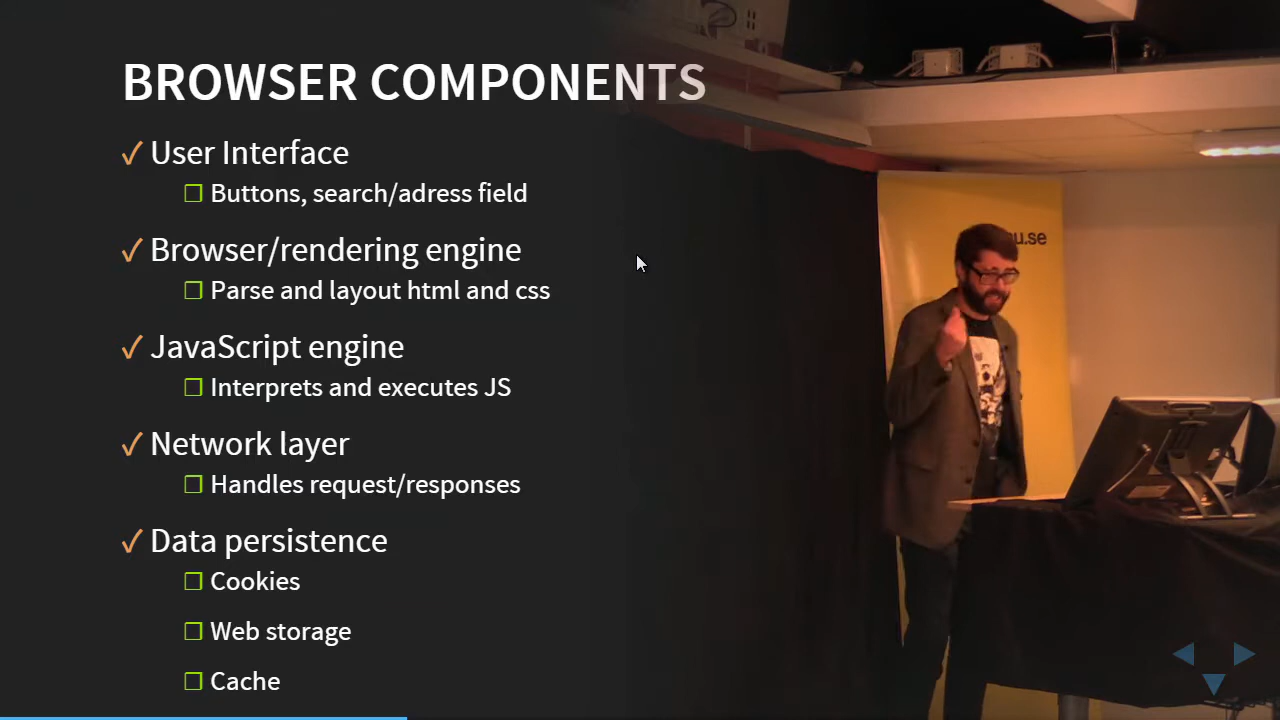 BROWSER COMPONENTS
✓ User Interface
❐ Buttons, search/adress field
✓ Browser/rendering engine
❐ Parse and layout html and css
✓ JavaScript engine
❐ Interprets and executes JS
✓ Network layer
❐ Handles request/responses
✓ Data persistence
❐ Cookies
❐ Web storage
❐ Cache